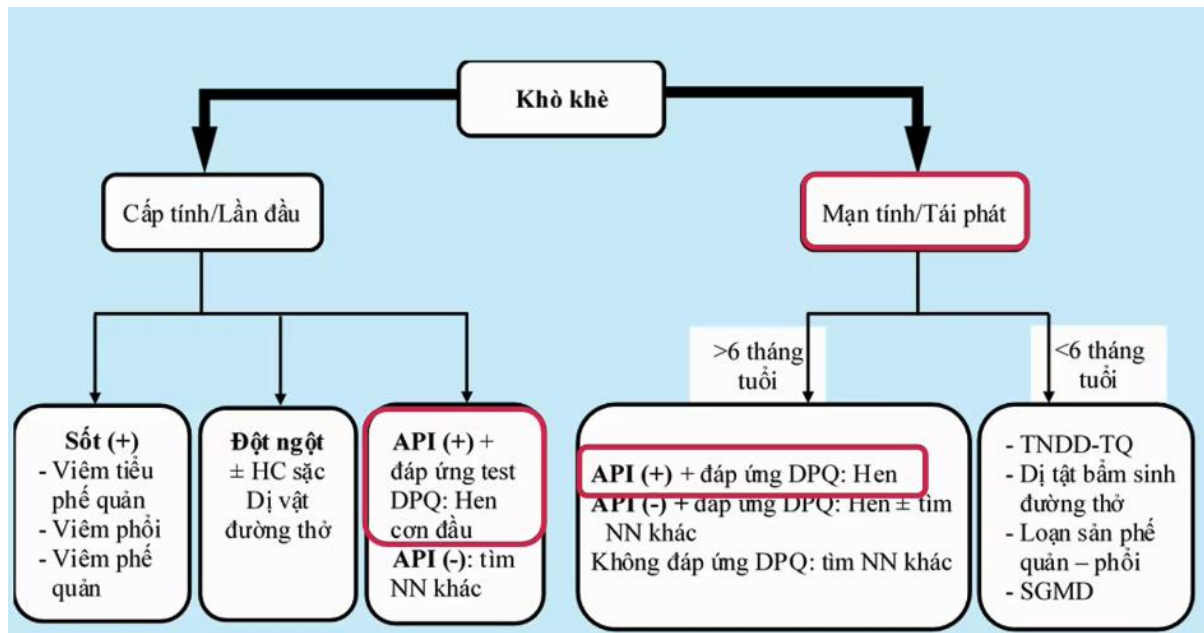 Khò khè
Cấp tính/Lần đầu
Mạn tính/Tái phát
>6 tháng
tuổi
<6 tháng
tuổi
Sốt (+)
- Viêm tiểu
phế quản
- Viêm phổi
- Viêm phế
quản
Đột ngột
± HC sặc
Dị vật
đường thở
API (+) +
đáp ứng test
DPQ: Hen
cơn đầu
API (-): tìm
NN khác
API (+) + đáp ứng DPQ: Hen
API (-) + đáp ứng DPQ: Hen ± tìm
NN khác
Không đáp ứng DPQ: tìm NN khác
- TNDD-TQ
- Dị tật bẩm sinh
đường thở
- Loạn sản phế
quản – phổi
- SGMD